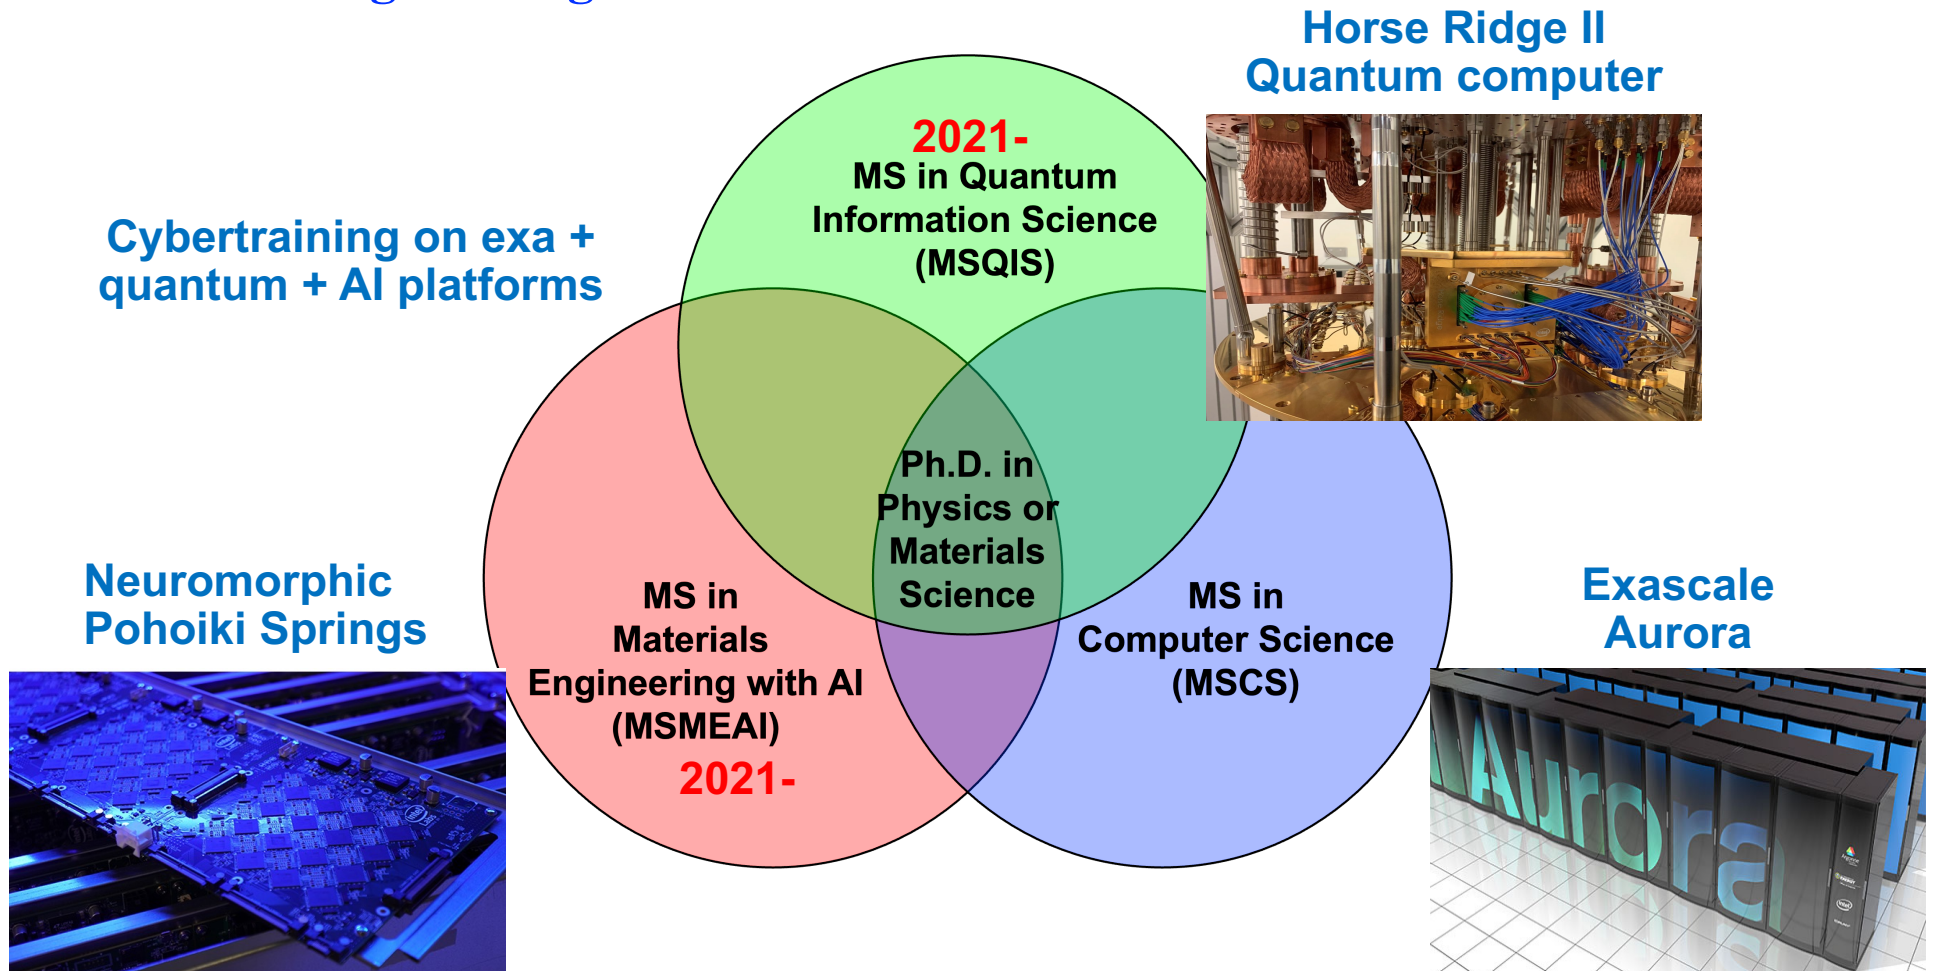 Horse Ridge II
Quantum computer
2021-
MS in Quantum
Information Science
(MSQIS)
Cybertraining on exa +
quantum + AI platforms
Ph.D. in
Physics or
Materials
Science
Neuromorphic
Pohoiki Springs
MS in
Materials
Engineering with AI
(MSMEAI)
2021-
MS in
Computer Science
(MSCS)
Exascale
Aurora
Aurora
intel